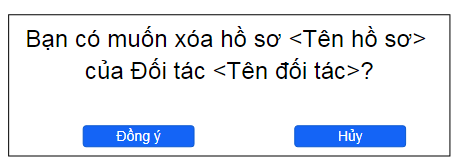 Bạn có muốn xóa hồ sơ <Tên hồ sơ>
của Đối tác <Tên đối tác>?
Đồng ý
Hủy